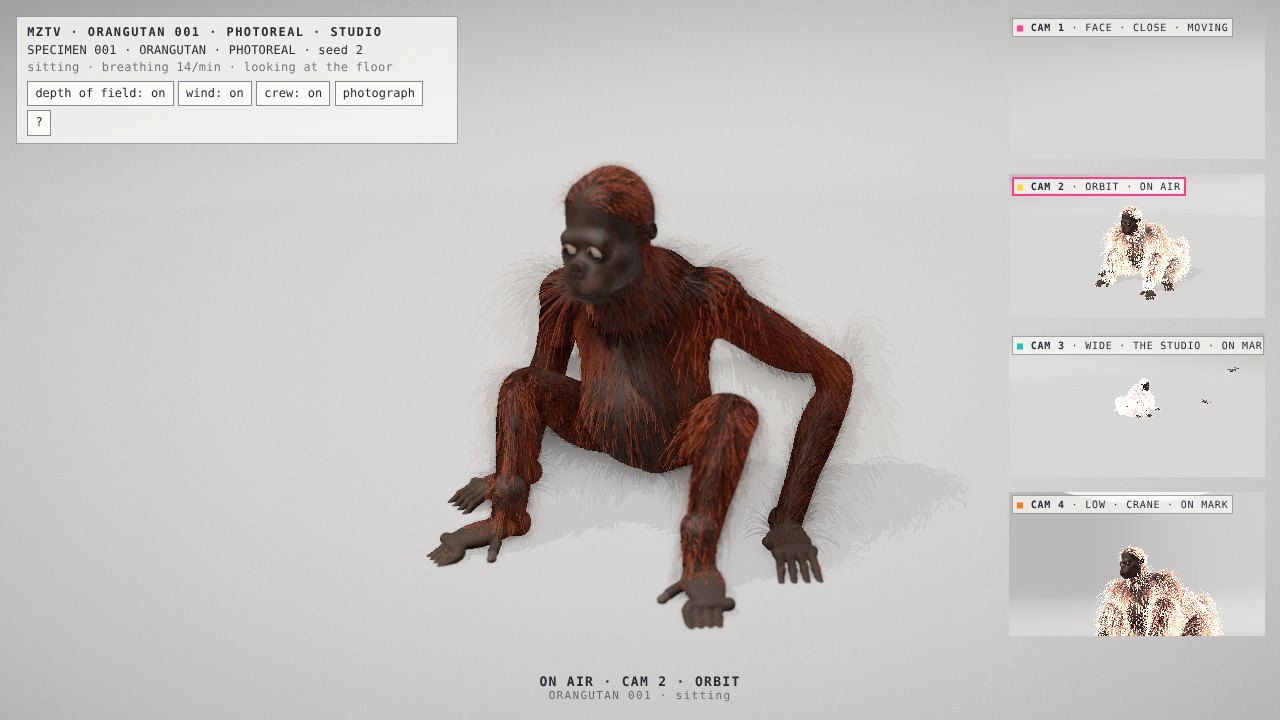 MZTV · ORANGUTAN 001 · PHOTOREAL · STUDIO
SPECIMEN 001 · ORANGUTAN · PHOTOREAL · seed 2
sitting · breathing 14/min · looking at the floor
depth of field: on wind: on crew: on photograph
?
CAM 1 · FACE · CLOSE · MOVING
CAM 2 · ORBIT · ON AIR
CAM 3 · WIDE · THE STUDIO · ON MAR
CAM 4 · LOW · CRANE · ON MARK
ON AIR · CAM 2 · ORBIT
ORANGUTAN 001 · sitting